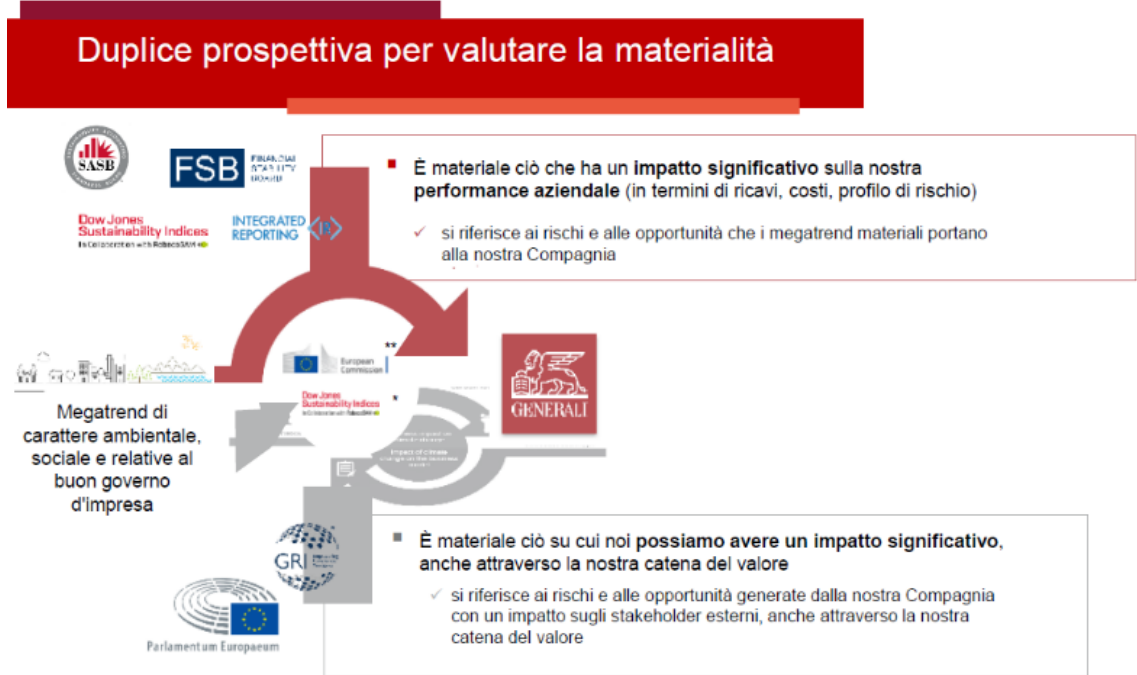 Duplice prospettiva per valutare la materialità
SASB
FSB
FINANCIAL
STABILITY
BOARD
Dow Jones
Sustainability Indices
In Collaboration with RobecoSAM
INTEGRATED
REPORTING
<IR>
È materiale ciò che ha un impatto significativo sulla nostra
performance aziendale (in termini di ricavi, costi, profilo di rischio)
si riferisce ai rischi e alle opportunità che i megatrend materiali portano
alla nostra Compagnia
European
Commission
**
Dow Jones
Sustainability Indices
In Collaboration with RobecoSAM
*
GENERALI
Megatrend di
carattere ambientale,
sociale e relative al
buon governo
d'impresa
GRI
Parlamentum Europaeum
È materiale ciò su cui noi possiamo avere un impatto significativo,
anche attraverso la nostra catena del valore
si riferisce ai rischi e alle opportunità generate dalla nostra Compagnia
con un impatto sugli stakeholder esterni, anche attraverso la nostra
catena del valore